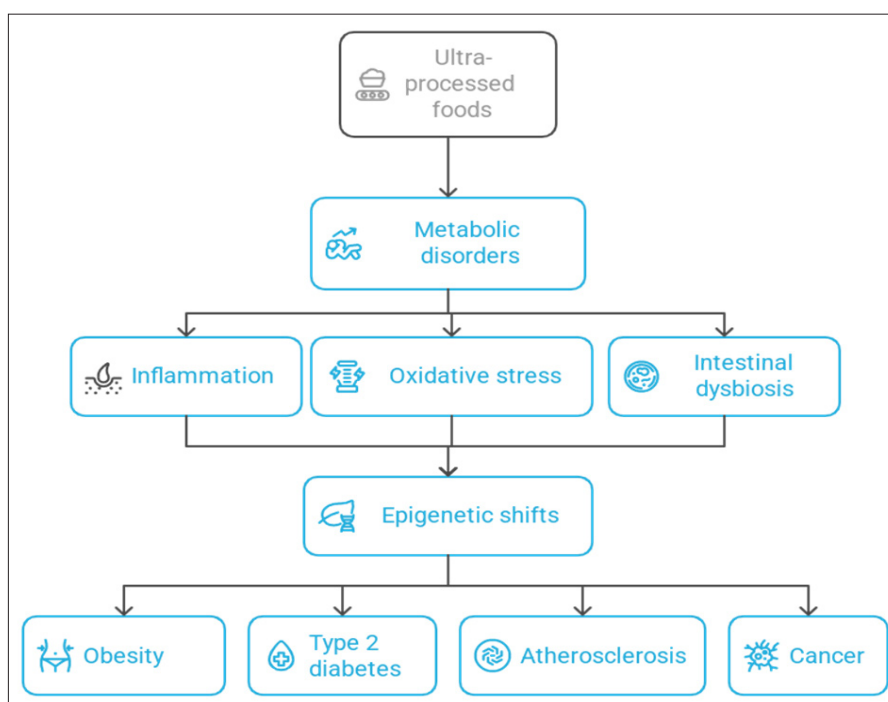 Ultra-
processed
foods
Metabolic
disorders
Inflammation
Oxidative stress
Intestinal
dysbiosis
Epigenetic shifts
Obesity
Type 2
diabetes
Atherosclerosis
Cancer